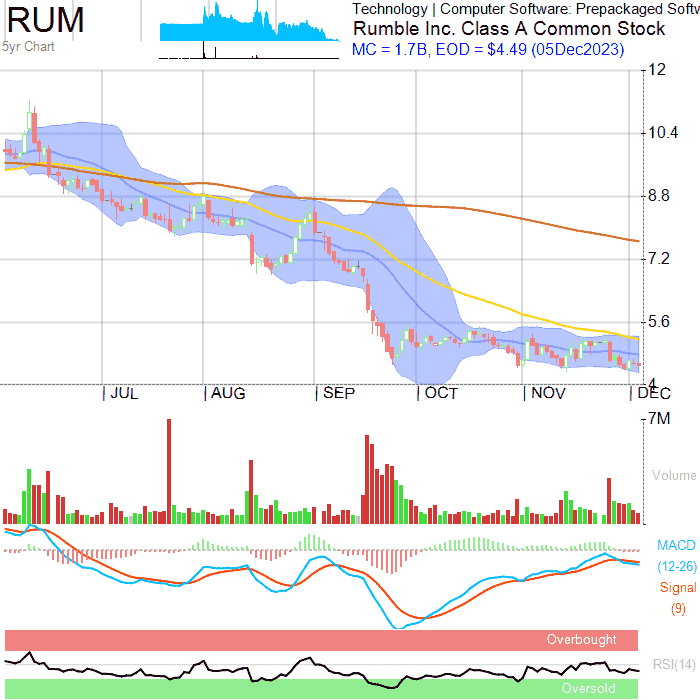 RUM
5yr Chart
Technology | Computer Software: Prepackaged Softw
Rumble Inc. Class A Common Stock
MC = 1.7B, EOD = $4.49 (05Dec2023)
12
10.4
8.8
7.2
5.6
4
JUL
AUG
SEP
OCT
NOV
DEC
7M
Volume
MACD
(12-26)
Signal
(9)
Overbought
RSI(14)
Oversold